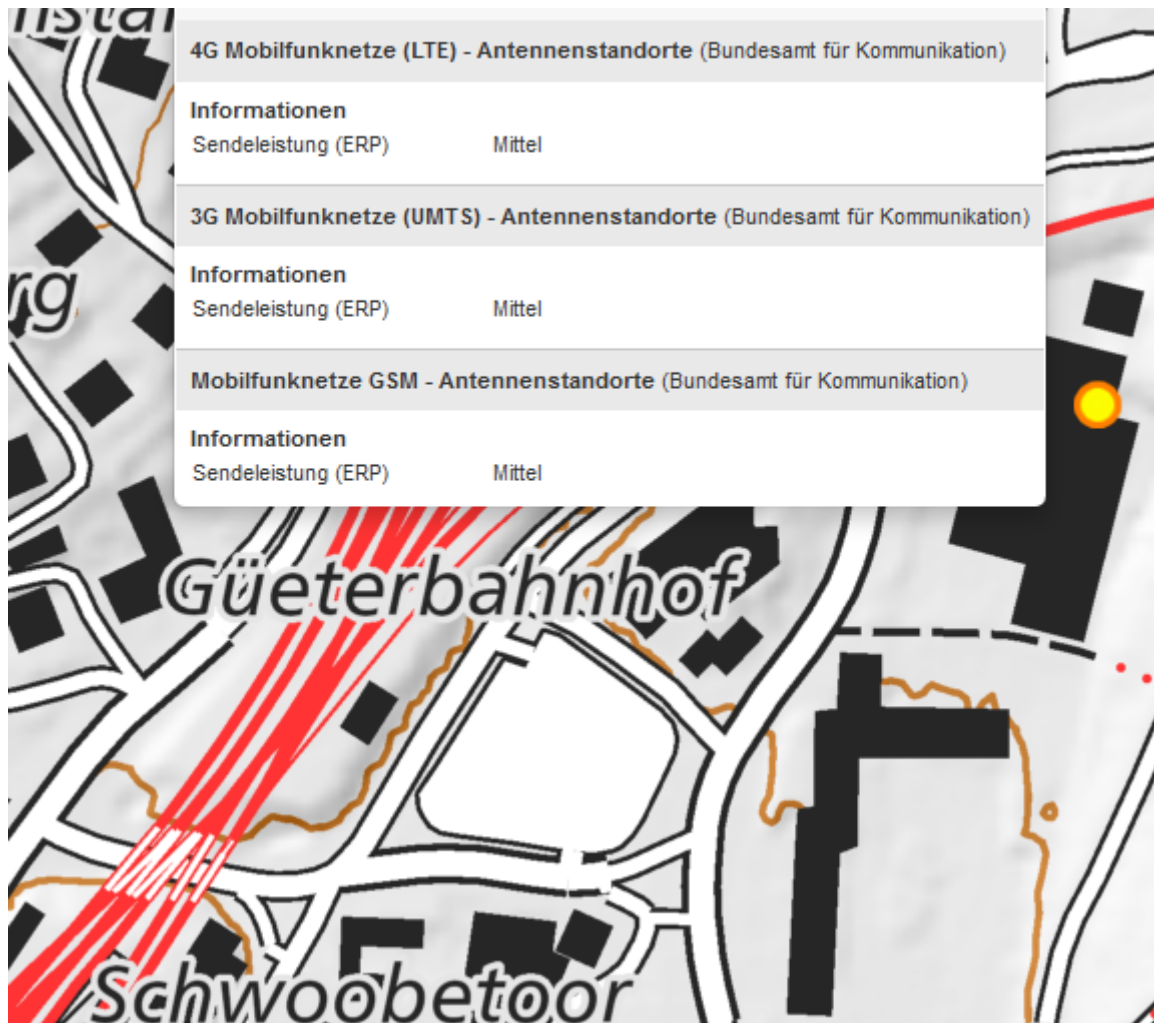 4G Mobilfunknetze (LTE) - Antennenstandorte (Bundesamt für Kommunikation)
Informationen
Sendeleistung (ERP) Mittel
3G Mobilfunknetze (UMTS) - Antennenstandorte (Bundesamt für Kommunikation)
Informationen
Sendeleistung (ERP) Mittel
Mobilfunknetze GSM - Antennenstandorte (Bundesamt für Kommunikation)
Informationen
Sendeleistung (ERP) Mittel
Güeterbahnhof
Schwoobetoor